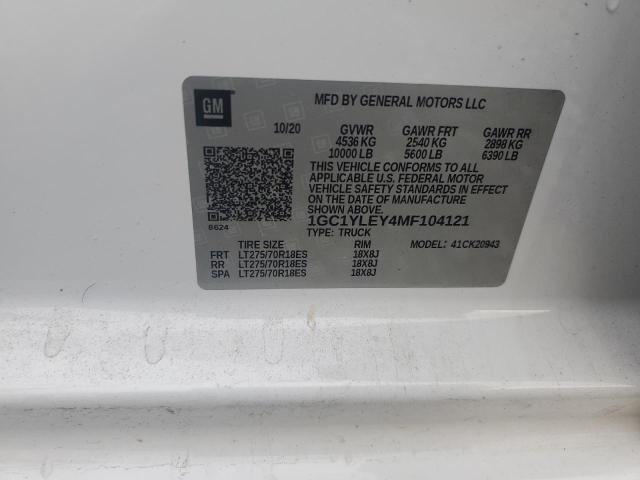 GM
MFD BY GENERAL MOTORS LLC
10/20 GVWR GAWR FRT GAWR RR
4536 KG 2540 KG 2898 KG
10000 LB 5600 LB 6390 LB
THIS VEHICLE CONFORMS TO ALL
APPLICABLE U.S. FEDERAL MOTOR
VEHICLE SAFETY STANDARDS IN EFFECT
ON THE DATE OF MANUFACTURE
SHOWN ABOVE.
8624
1GC1YLEY4MF104121
TYPE: TRUCK MODEL: 41CK20943
TIRE SIZE RIM
FRT LT275/70R18ES 18X8J
RR LT275/70R18ES 18X8J
SPA LT275/70R18ES 18X8J